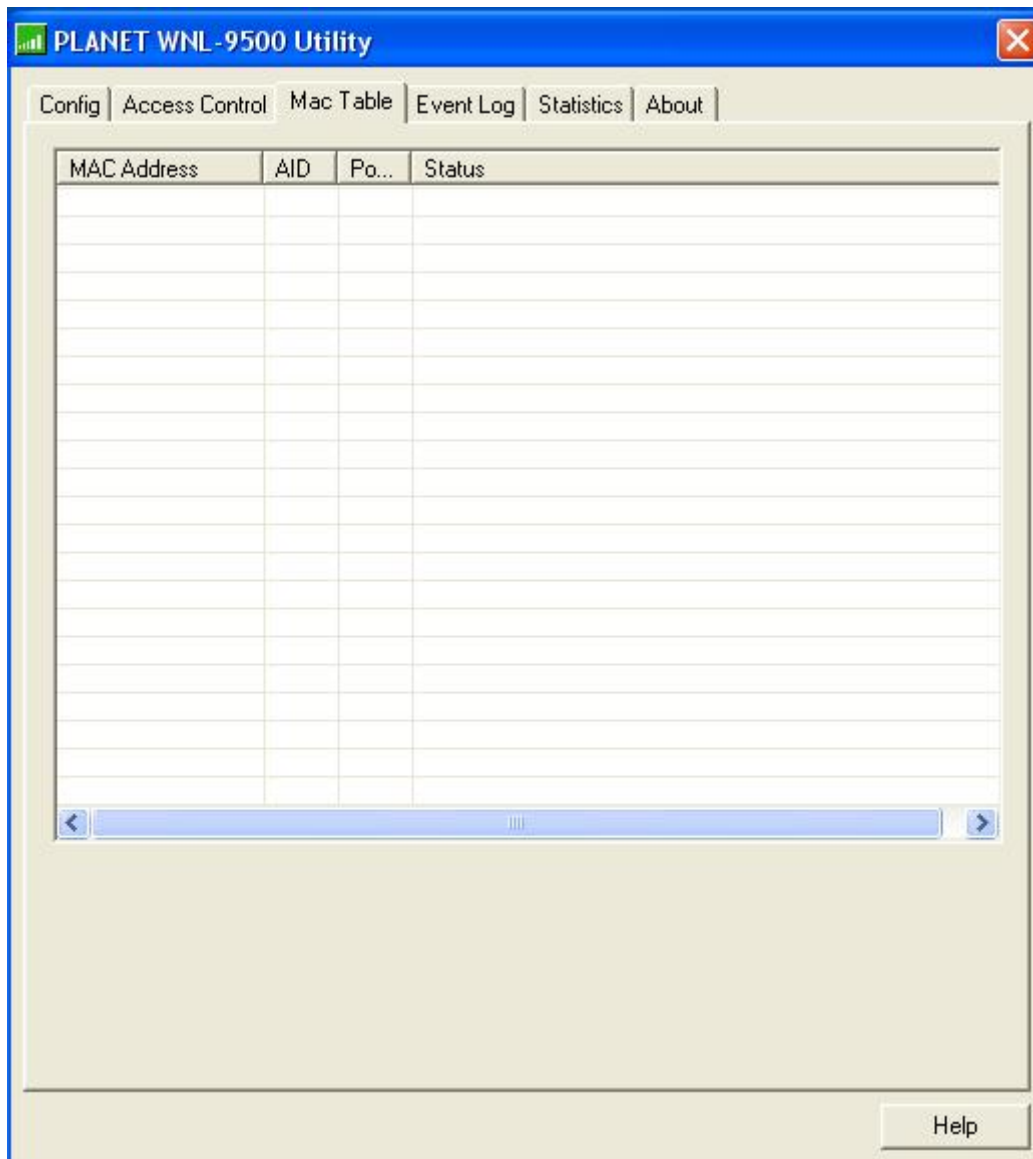 PLANET WNL-9500 Utility
Config Access Control Mac Table Event Log Statistics About
MAC Address AID Po... Status
Help